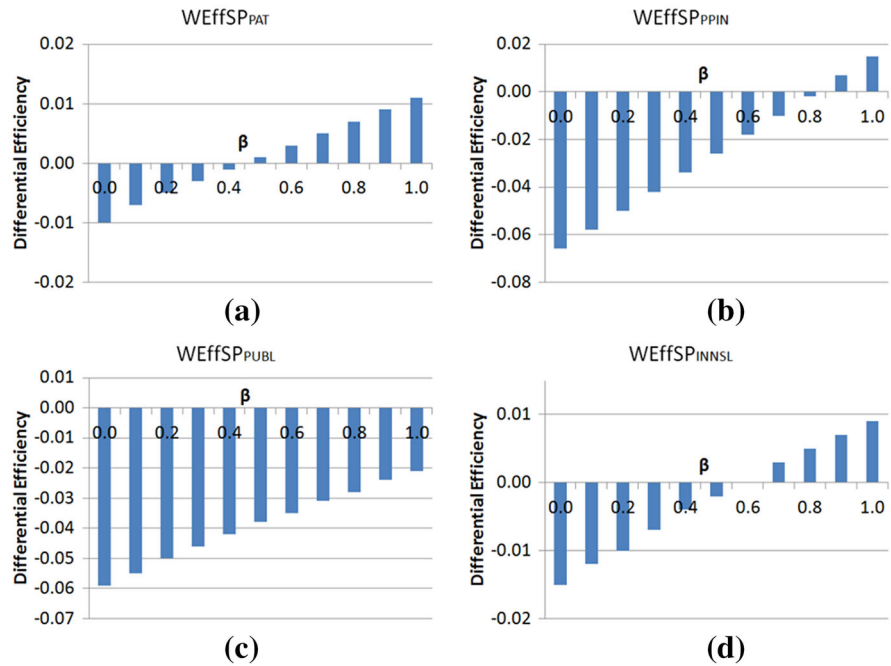 WEffSPPAT
0.02
0.01
0.00
-0.01
-0.02
Differential Efficiency
β
0.0 0.2 0.4 0.6 0.8 1.0
(a)
WEffSPPPIN
0.02
0.00
-0.02
-0.04
-0.06
-0.08
Differential Efficiency
β
0.0 0.2 0.4 0.6 0.8 1.0
(b)
WEffSPPUBL
0.01
0.00
-0.01
-0.02
-0.03
-0.04
-0.05
-0.06
-0.07
Differential Efficiency
β
0.0 0.2 0.4 0.6 0.8 1.0
(c)
WEffSPINNSL
0.01
0.00
-0.01
-0.02
Differential Efficiency
β
0.0 0.2 0.4 0.6 0.8 1.0
(d)